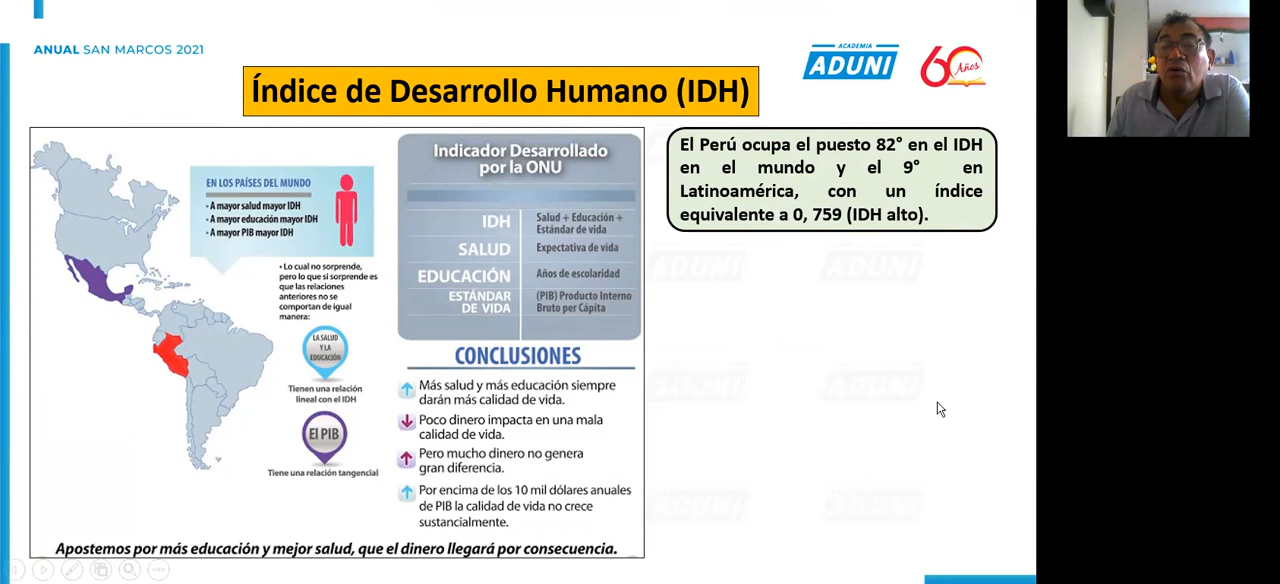 ANUAL SAN MARCOS 2021
ACADEMIA
ADUNI
60 Años
Índice de Desarrollo Humano (IDH)
EN LOS PAÍSES DEL MUNDO
• A mayor salud mayor IDH
• A mayor educación mayor IDH
• A mayor PIB mayor IDH
• Lo cual no sorprende,
pero lo que si sorprende es
que las relaciones
anteriores no se
comportan de igual
manera:
LA SALUD
Y LA
EDUCACIÓN
Tienen una relación
lineal con el IDH
El PIB
Tiene una relación tangencial
Indicador Desarrollado
por la ONU
IDH
Salud + Educación +
Estándar de vida
SALUD
Expectativa de vida
EDUCACIÓN
Años de escolaridad
ESTÁNDAR
DE VIDA
(PIB) Producto Interno
Bruto per Cápita
CONCLUSIONES
Más salud y más educación siempre
darán más calidad de vida.
Poco dinero impacta en una mala
calidad de vida.
Pero mucho dinero no genera
gran diferencia.
Por encima de los 10 mil dólares anuales
de PIB la calidad de vida no crece
sustancialmente.
Apostemos por más educación y mejor salud, que el dinero llegará por consecuencia.
El Perú ocupa el puesto 82° en el IDH
en el mundo y el 9° en
Latinoamérica, con un índice
equivalente a 0, 759 (IDH alto).
ADUNI
ADUNI
ADUNI
ADUNI
ADUNI
ADUNI